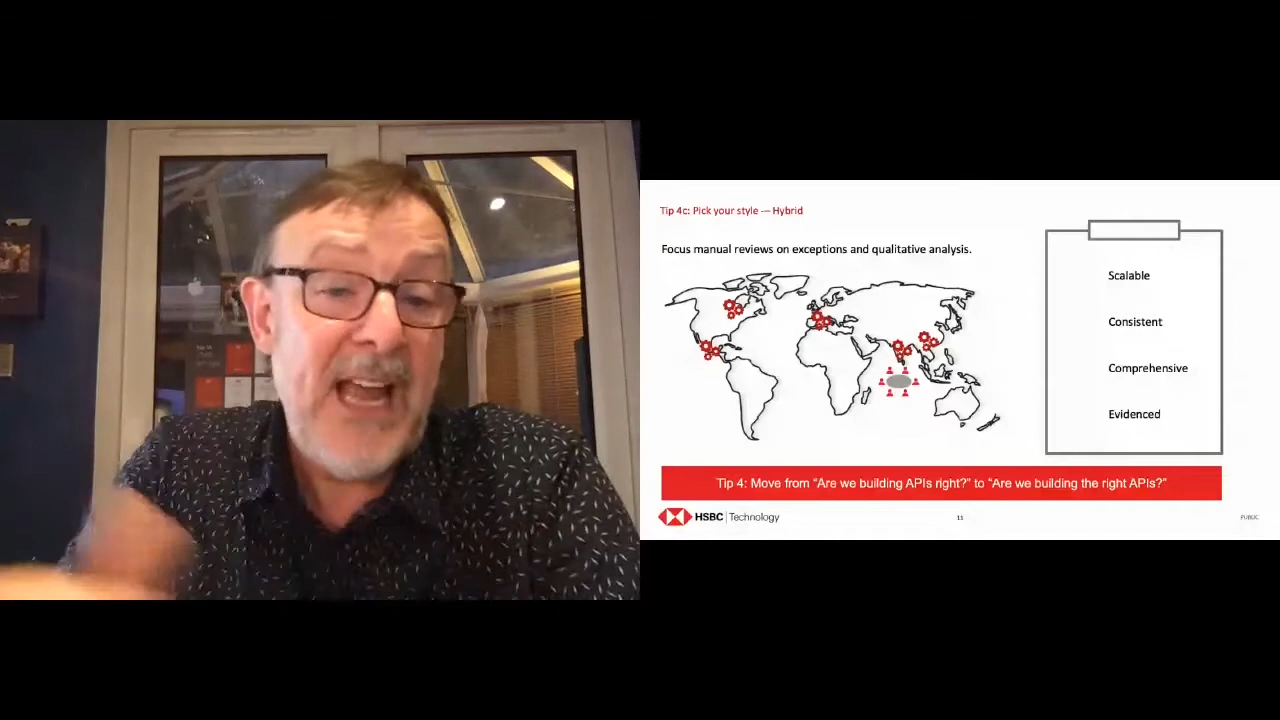 Tip 4c: Pick your style -– Hybrid
Focus manual reviews on exceptions and qualitative analysis.
Scalable
Consistent
Comprehensive
Evidenced
Tip 4: Move from “Are we building APIs right?” to “Are we building the right APIs?”
HSBC Technology
11
PUBLIC